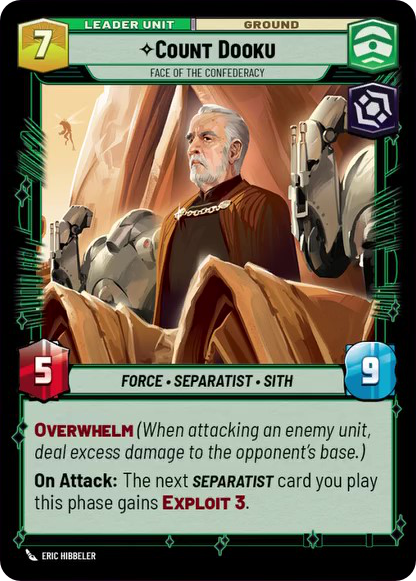 LEADER UNIT
GROUND
7
✧COUNT DOOKU
FACE OF THE CONFEDERACY
5
FORCE • SEPARATIST • SITH
9
OVERWHELM (When attacking an enemy unit,
deal excess damage to the opponent's base.)
On Attack: The next SEPARATIST card you play
this phase gains EXPLOIT 3.
ERIC HIBBELER